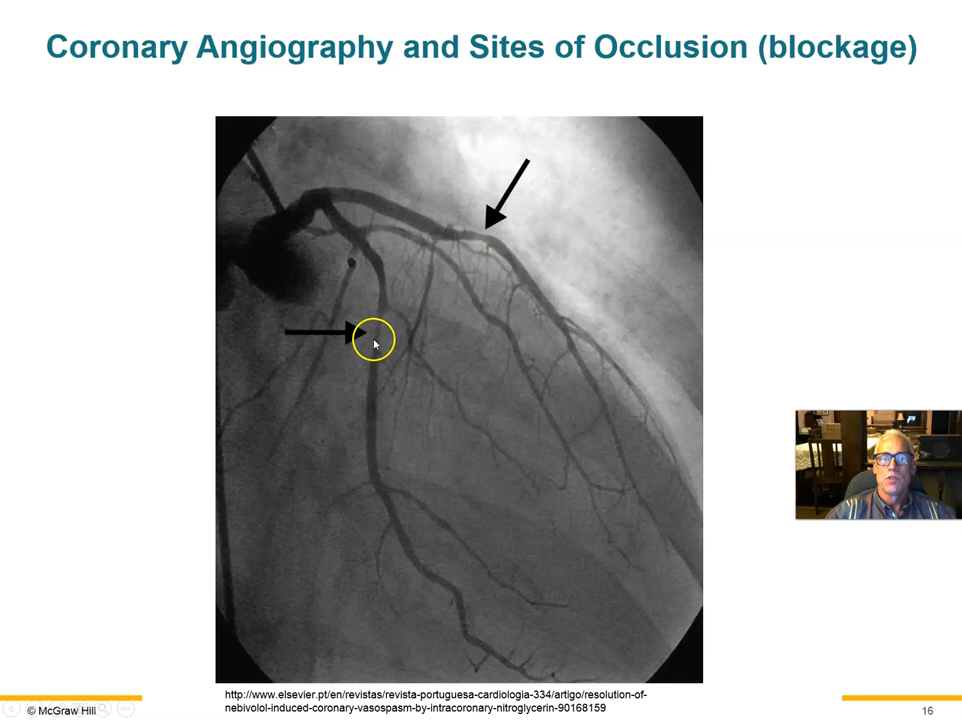 Coronary Angiography and Sites of Occlusion (blockage)
http://www.elsevier.pt/en/revistas/revista-portuguesa-cardiologia-334/artigo/resolution-of-
nebivolol-induced-coronary-vasospasm-by-intracoronary-nitroglycerin-90168159
© McGraw Hill
16